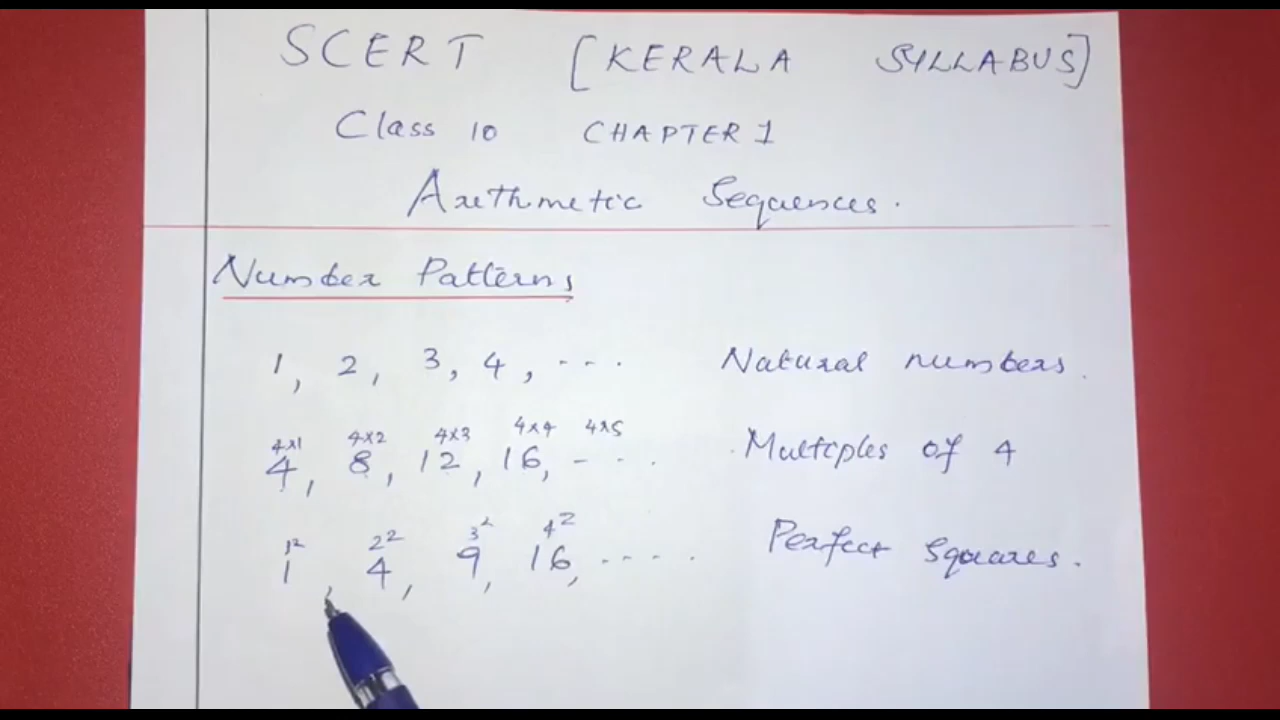 SCERT [KERALA SYLLABUS]
Class 10 CHAPTER 1
Arithmetic Sequences.
Number Patterns
1, 2, 3, 4, ... Natural numbers.
4×1 4×2 4×3 4×4 4×5
4, 8, 12, 16, - .. . Multiples of 4
1² 2² 3² 4²
1, 4, 9, 16, .... . Perfect Squares.